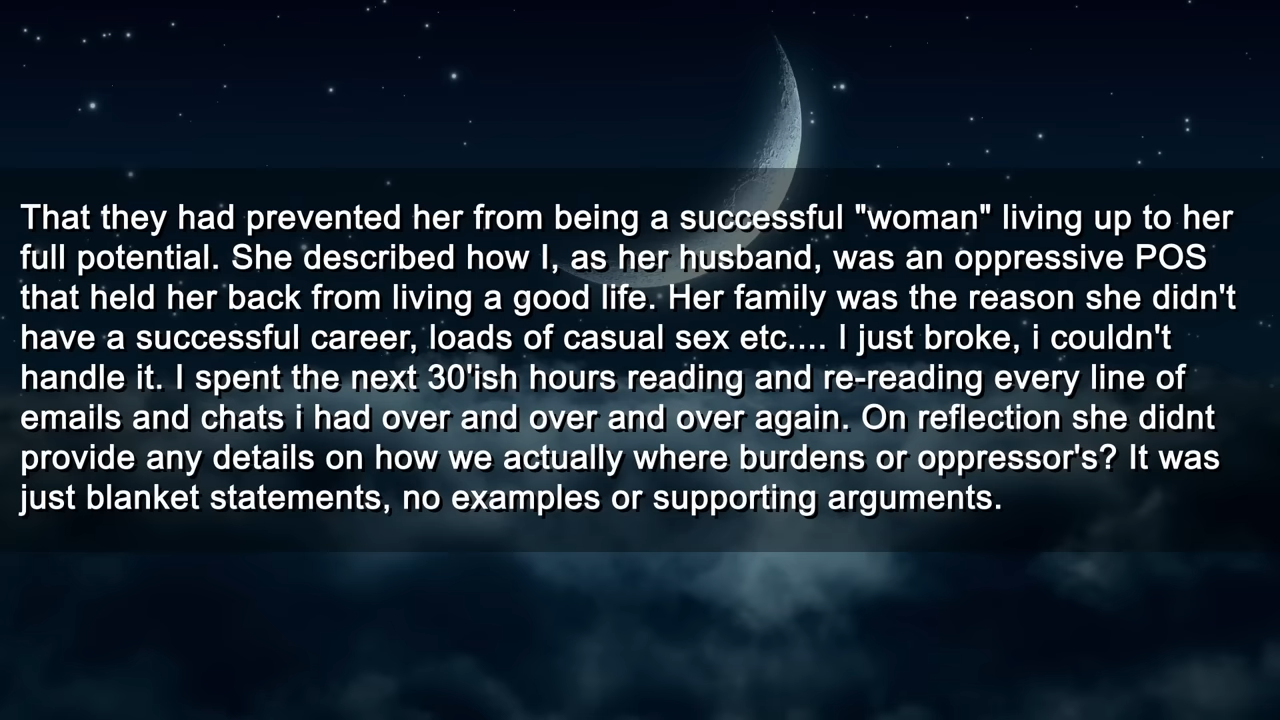 That they had prevented her from being a successful "woman" living up to her
full potential. She described how I, as her husband, was an oppressive POS
that held her back from living a good life. Her family was the reason she didn't
have a successful career, loads of casual sex etc.... I just broke, i couldn't
handle it. I spent the next 30'ish hours reading and re-reading every line of
emails and chats i had over and over and over again. On reflection she didnt
provide any details on how we actually where burdens or oppressor's? It was
just blanket statements, no examples or supporting arguments.